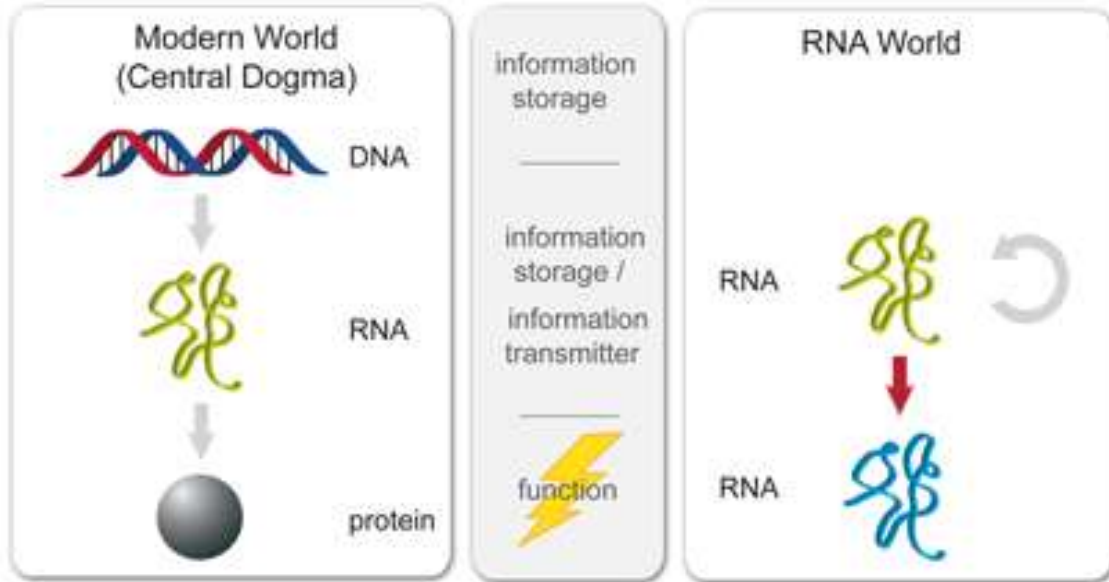 Modern World
(Central Dogma)
DNA
RNA
protein
information
storage
information
storage /
information
transmitter
function
RNA World
RNA
RNA